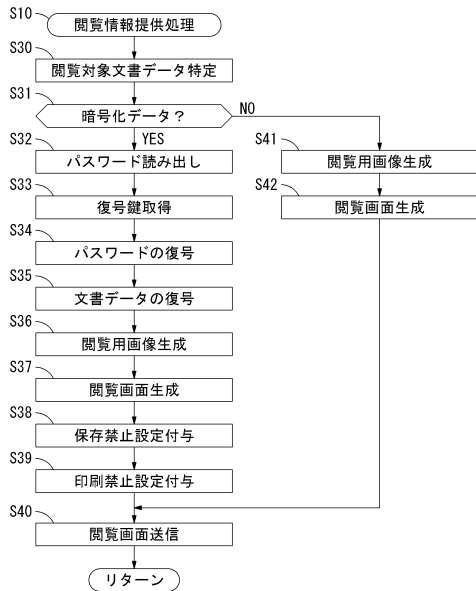 S10
閲覧情報提供処理
S30
閲覧対象文書データ特定
S31
暗号化データ?
NO
YES
S32
パスワード読み出し
S33
復号鍵取得
S34
パスワードの復号
S35
文書データの復号
S36
閲覧用画像生成
S37
閲覧画面生成
S38
保存禁止設定付与
S39
印刷禁止設定付与
S41
閲覧用画像生成
S42
閲覧画面生成
S40
閲覧画面送信
リターン